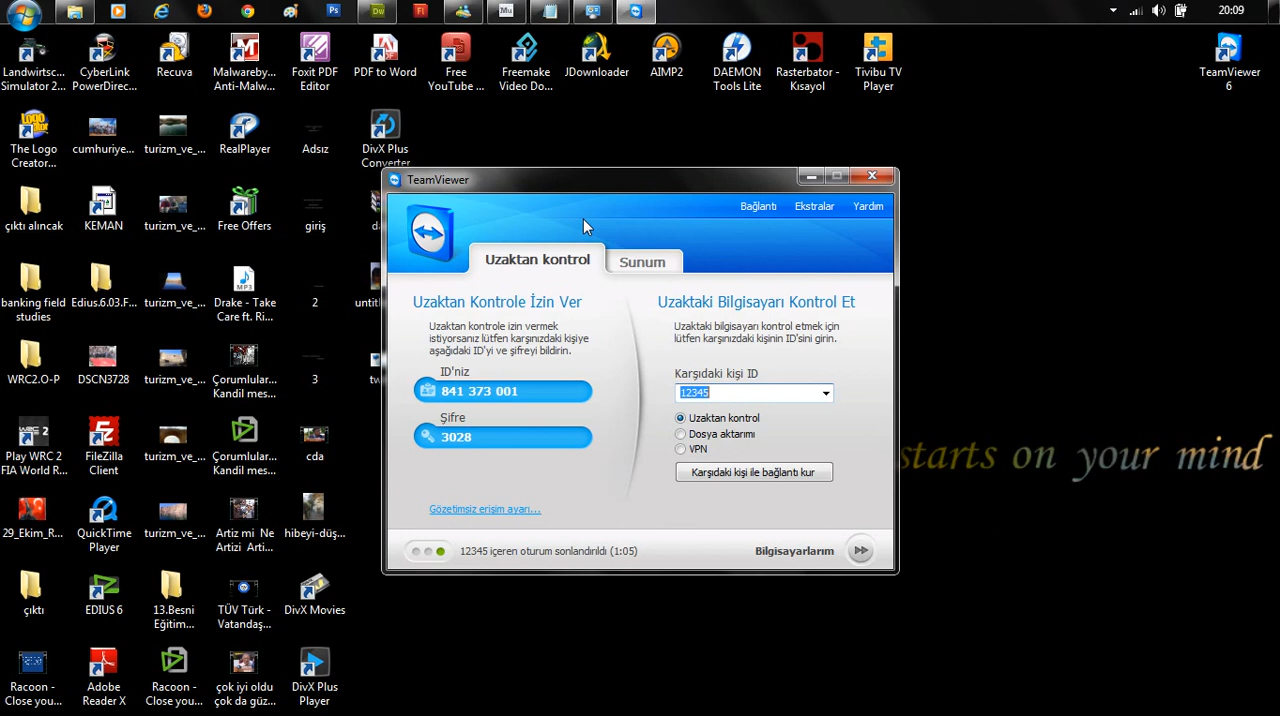 Ps
Dw
Fl
Mu
20:09
Landwirtsc...
Simulator 2...
CyberLink
PowerDirec...
Recuva
Malwareby...
Anti-Malw...
Foxit PDF
Editor
PDF to Word
Free
YouTube ...
Freemake
Video Do...
JDownloader
AIMP2
DAEMON
Tools Lite
Rasterbator -
Kısayol
Tivibu TV
Player
TeamViewer
6
The Logo
Creator...
cumhuriye...
turizm_ve_...
RealPlayer
Adsız
DivX Plus
Converter
çıktı alıncak
KEMAN
turizm_ve_...
Free Offers
giriş
banking field
studies
Edius.6.03.F...
turizm_ve_...
Drake - Take
Care ft. Ri...
2
WRC2.O-P
DSCN3728
turizm_ve_...
Çorumlular...
Kandil mes...
3
Play WRC 2
FIA World R...
FileZilla
Client
turizm_ve_...
Çorumlular...
Kandil mes...
cda
29_Ekim_R...
QuickTime
Player
turizm_ve_...
Artiz mi Ne
Artizi Arti...
hibeyi-düş...
çıktı
EDIUS 6
13.Besni
Eğitim...
TÜV Türk -
Vatandaş...
DivX Movies
Racoon -
Close you...
Adobe
Reader X
Racoon -
Close you...
çok iyi oldu
çok da güz...
DivX Plus
Player
TeamViewer
Bağlantı Ekstralar Yardım
Uzaktan kontrol Sunum
Uzaktan Kontrole İzin Ver
Uzaktan kontrole izin vermek
istiyorsanız lütfen karşınızdaki kişiye
aşağıdaki ID'yi ve şifreyi bildirin.
ID'niz
841 373 001
Şifre
3028
Gözetimsiz erişim ayarı...
Uzaktaki Bilgisayarı Kontrol Et
Uzaktaki bilgisayarı kontrol etmek için
lütfen karşınızdaki kişinin ID'sini girin.
Karşıdaki kişi ID
12345
Uzaktan kontrol
Dosya aktarımı
VPN
Karşıdaki kişi ile bağlantı kur
12345 içeren oturum sonlandırıldı (1:05)
Bilgisayarlarım
starts on your mind